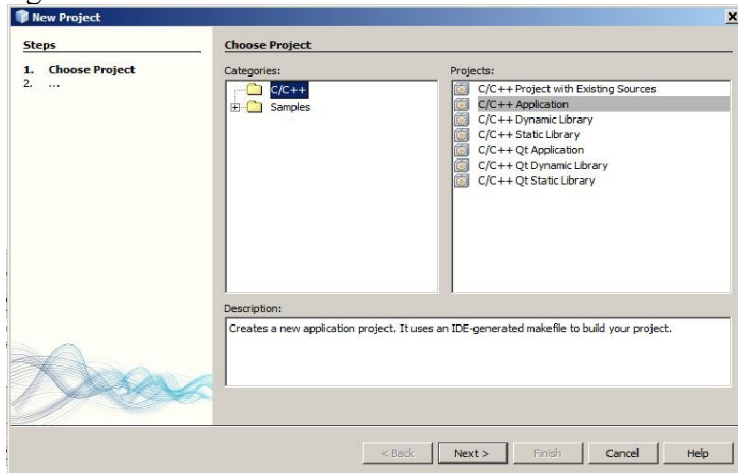 New Project
Steps
1. Choose Project
2. ...
Choose Project
Categories:
C/C++
Samples
Projects:
C/C++ Project with Existing Sources
C/C++ Application
C/C++ Dynamic Library
C/C++ Static Library
C/C++ Qt Application
C/C++ Qt Dynamic Library
C/C++ Qt Static Library
Description:
Creates a new application project. It uses an IDE-generated makefile to build your project.
< Back
Next >
Finish
Cancel
Help